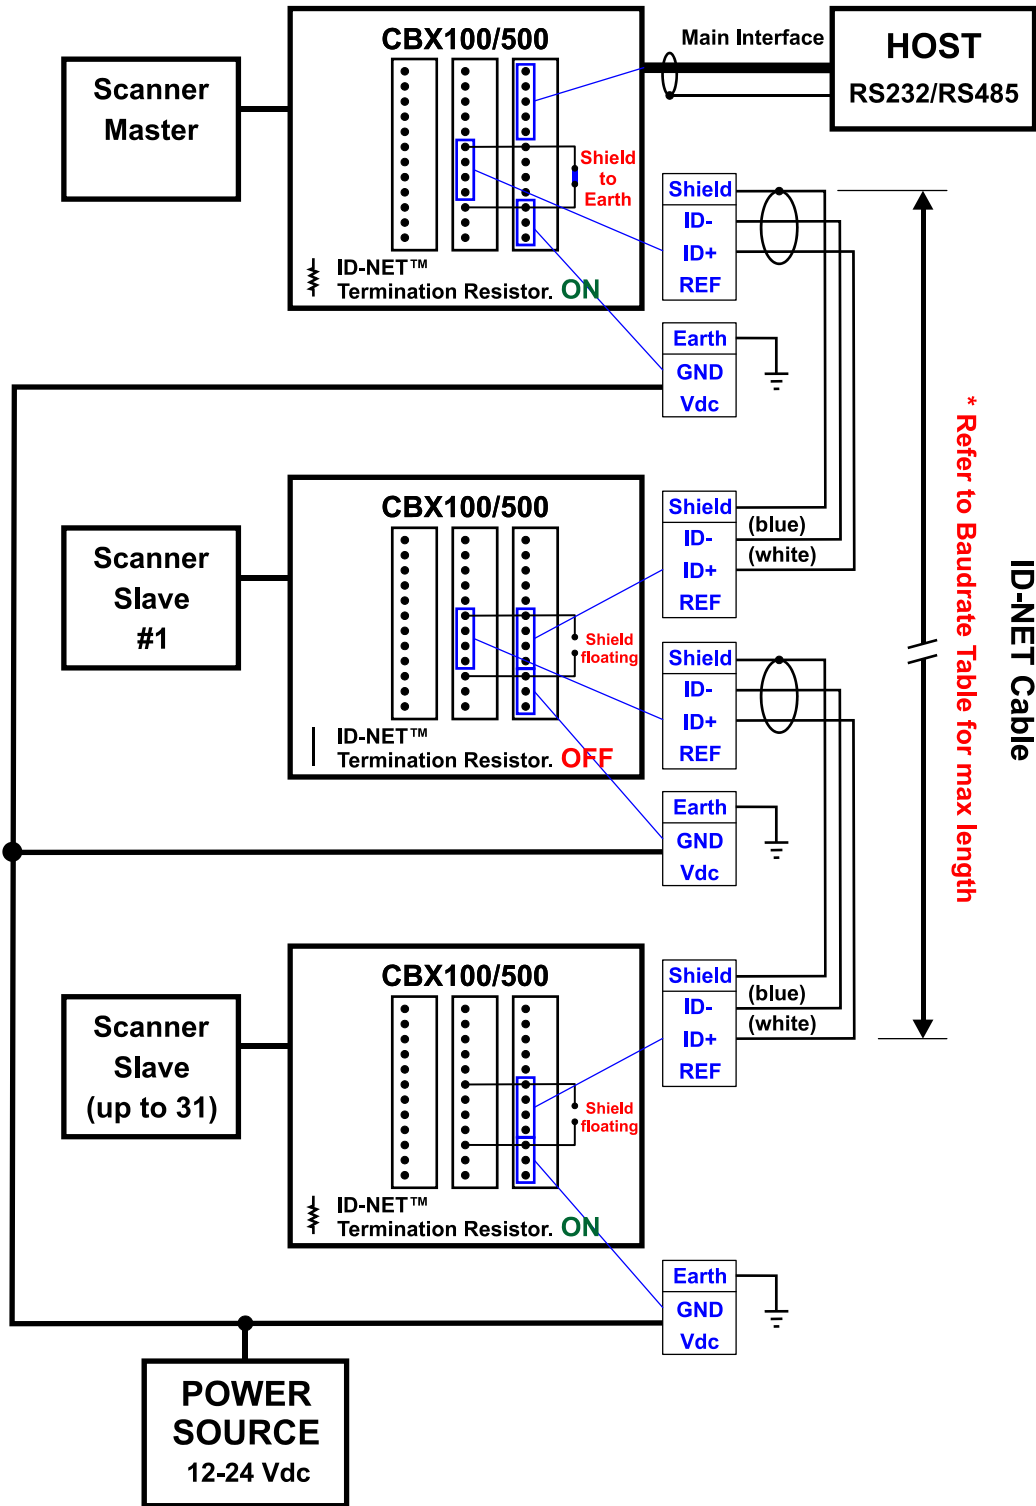 CBX100/500
Main Interface
HOST
RS232/RS485
Scanner
Master
Shield
to
Earth
Shield
ID-
ID+
REF
ID-NET™
Termination Resistor. ON
Earth
GND
Vdc
CBX100/500
Scanner
Slave
#1
Shield
(blue)
ID-
(white)
ID+
REF
Shield
floating
Shield
ID-
ID+
REF
ID-NET™
Termination Resistor. OFF
Earth
GND
Vdc
* Refer to Baudrate Table for max length
ID-NET Cable
CBX100/500
Scanner
Slave
(up to 31)
Shield
(blue)
ID-
(white)
ID+
REF
Shield
floating
ID-NET™
Termination Resistor. ON
Earth
GND
Vdc
POWER
SOURCE
12-24 Vdc